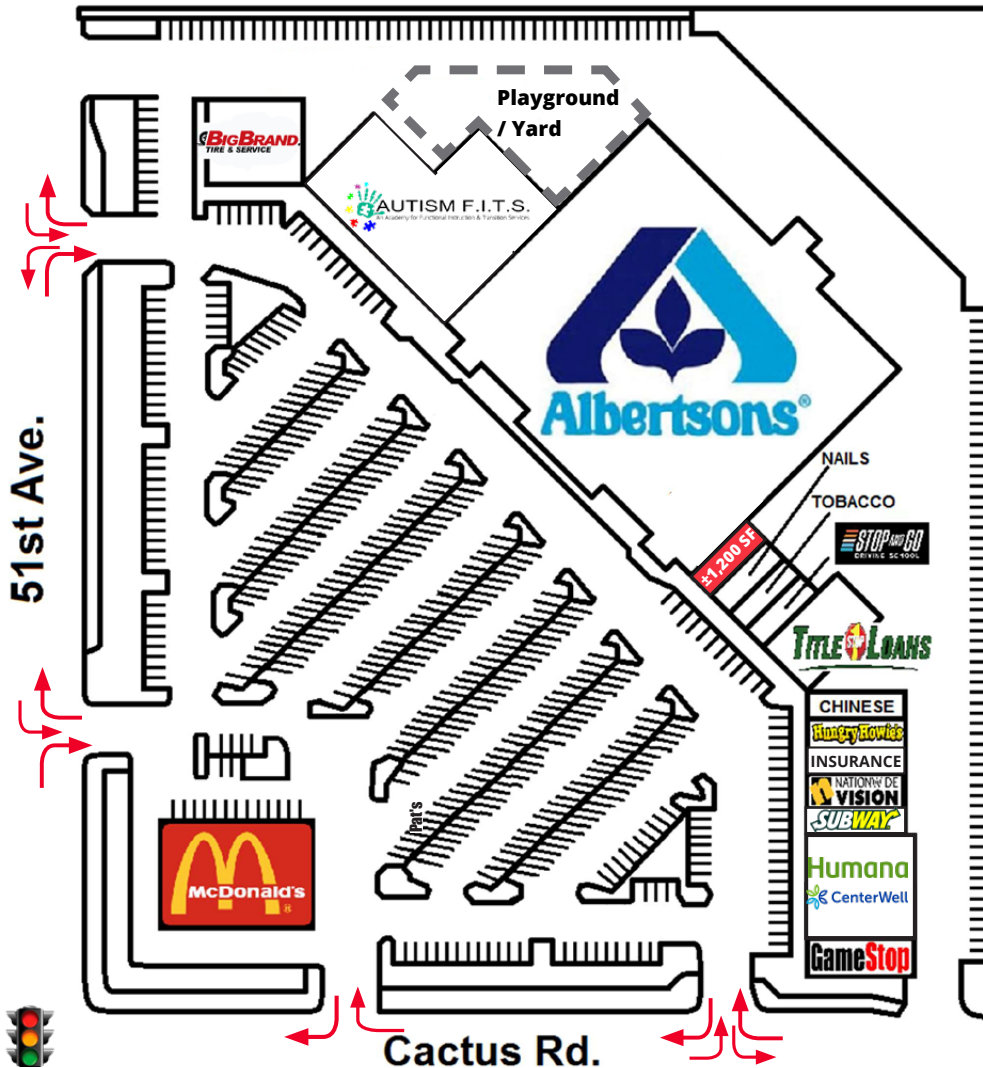 Playground
/ Yard
BIGBRAND.
TIRE & SERVICE
AUTISM F.I.T.S.
An Academy for Functional Instruction & Transition Services
Albertsons®
NAILS
TOBACCO
STOP AND GO
DRIVING SCHOOL
±1,200 SF
TITLE STOP LOANS
CHINESE
Hungry Howie's
INSURANCE
NATIONWIDE
VISION
SUBWAY
Humana
CenterWell
GameStop
51st Ave.
/Pat's
McDonald's
®
Cactus Rd.